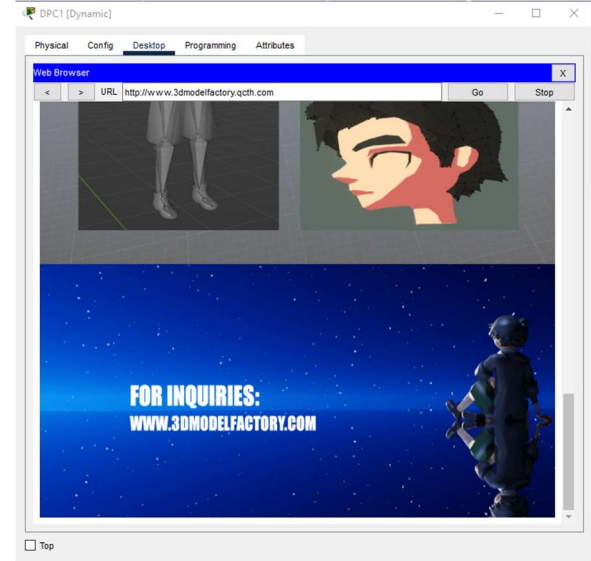 DPC1 [Dynamic]
Physical Config Desktop Programming Attributes
Web Browser X
< > URL http://www.3dmodelfactory.qcth.com Go Stop
FOR INQUIRIES:
WWW.3DMODELFACTORY.COM
Top